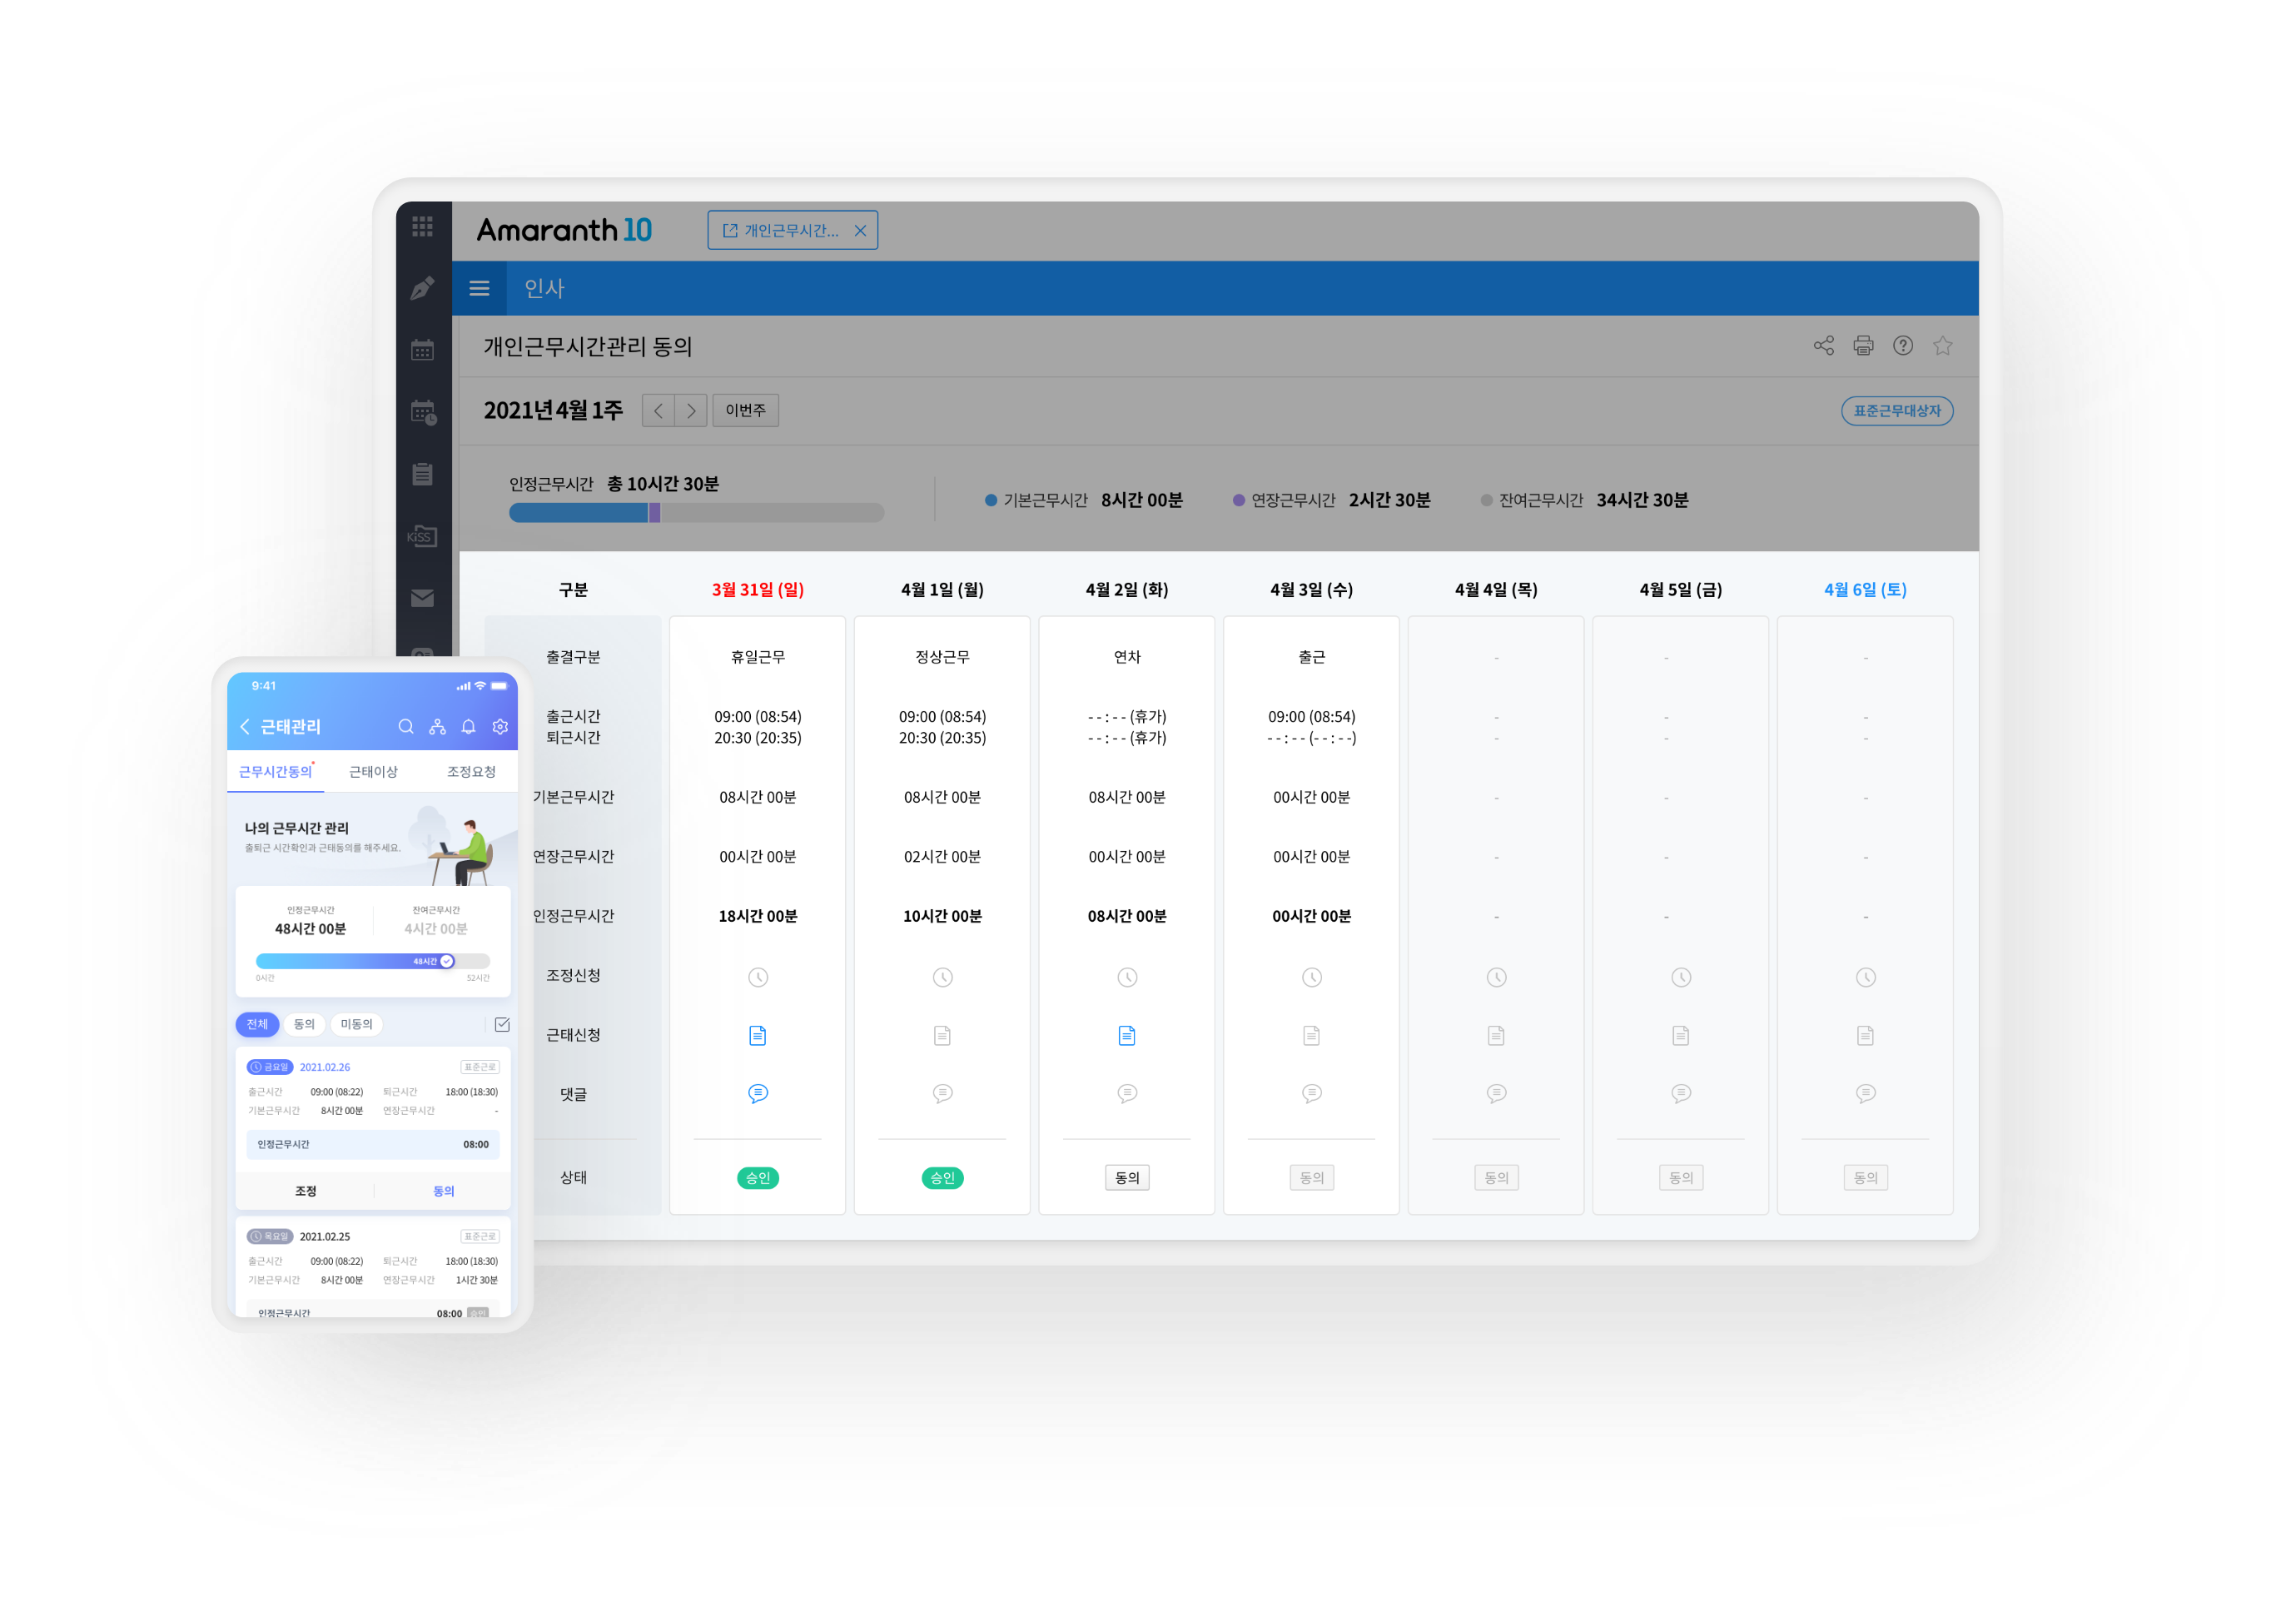 Amaranth 10
개인근무시간...
인사
개인근무시간관리 동의
2021년 4월 1주
이번주
표준근무대상자
인정근무시간 총 10시간 30분
기본근무시간 8시간 00분
연장근무시간 2시간 30분
잔여근무시간 34시간 30분
KiSS
구분 3월 31일 (일) 4월 1일 (월) 4월 2일 (화) 4월 3일 (수) 4월 4일 (목) 4월 5일 (금) 4월 6일 (토)
출결구분 휴일근무 정상근무 연차 출근 - - -
출근시간 09:00 (08:54) 09:00 (08:54) --:-- (휴가) 09:00 (08:54) - - -
퇴근시간 20:30 (20:35) 20:30 (20:35) --:-- (휴가) --:-- (--:--) - - -
기본근무시간 08시간 00분 08시간 00분 08시간 00분 00시간 00분 - - -
연장근무시간 00시간 00분 02시간 00분 00시간 00분 00시간 00분 - - -
인정근무시간 18시간 00분 10시간 00분 08시간 00분 00시간 00분 - - -
조정신청
근태신청
댓글
상태 승인 승인 동의 동의 동의 동의 동의
9:41
근태관리
근무시간동의 근태이상 조정요청
나의 근무시간 관리
출퇴근 시간확인과 근태동의를 해주세요.
인정근무시간 잔여근무시간
48시간 00분 4시간 00분
48시간
0시간 52시간
전체 동의 미동의
금요일 2021.02.26 표준근로
출근시간 09:00 (08:22) 퇴근시간 18:00 (18:30)
기본근무시간 8시간 00분 연장근무시간 -
인정근무시간 08:00
조정 동의
목요일 2021.02.25 표준근로
출근시간 09:00 (08:22) 퇴근시간 18:00 (18:30)
기본근무시간 8시간 00분 연장근무시간 1시간 30분
인정근무시간 08:00 승인